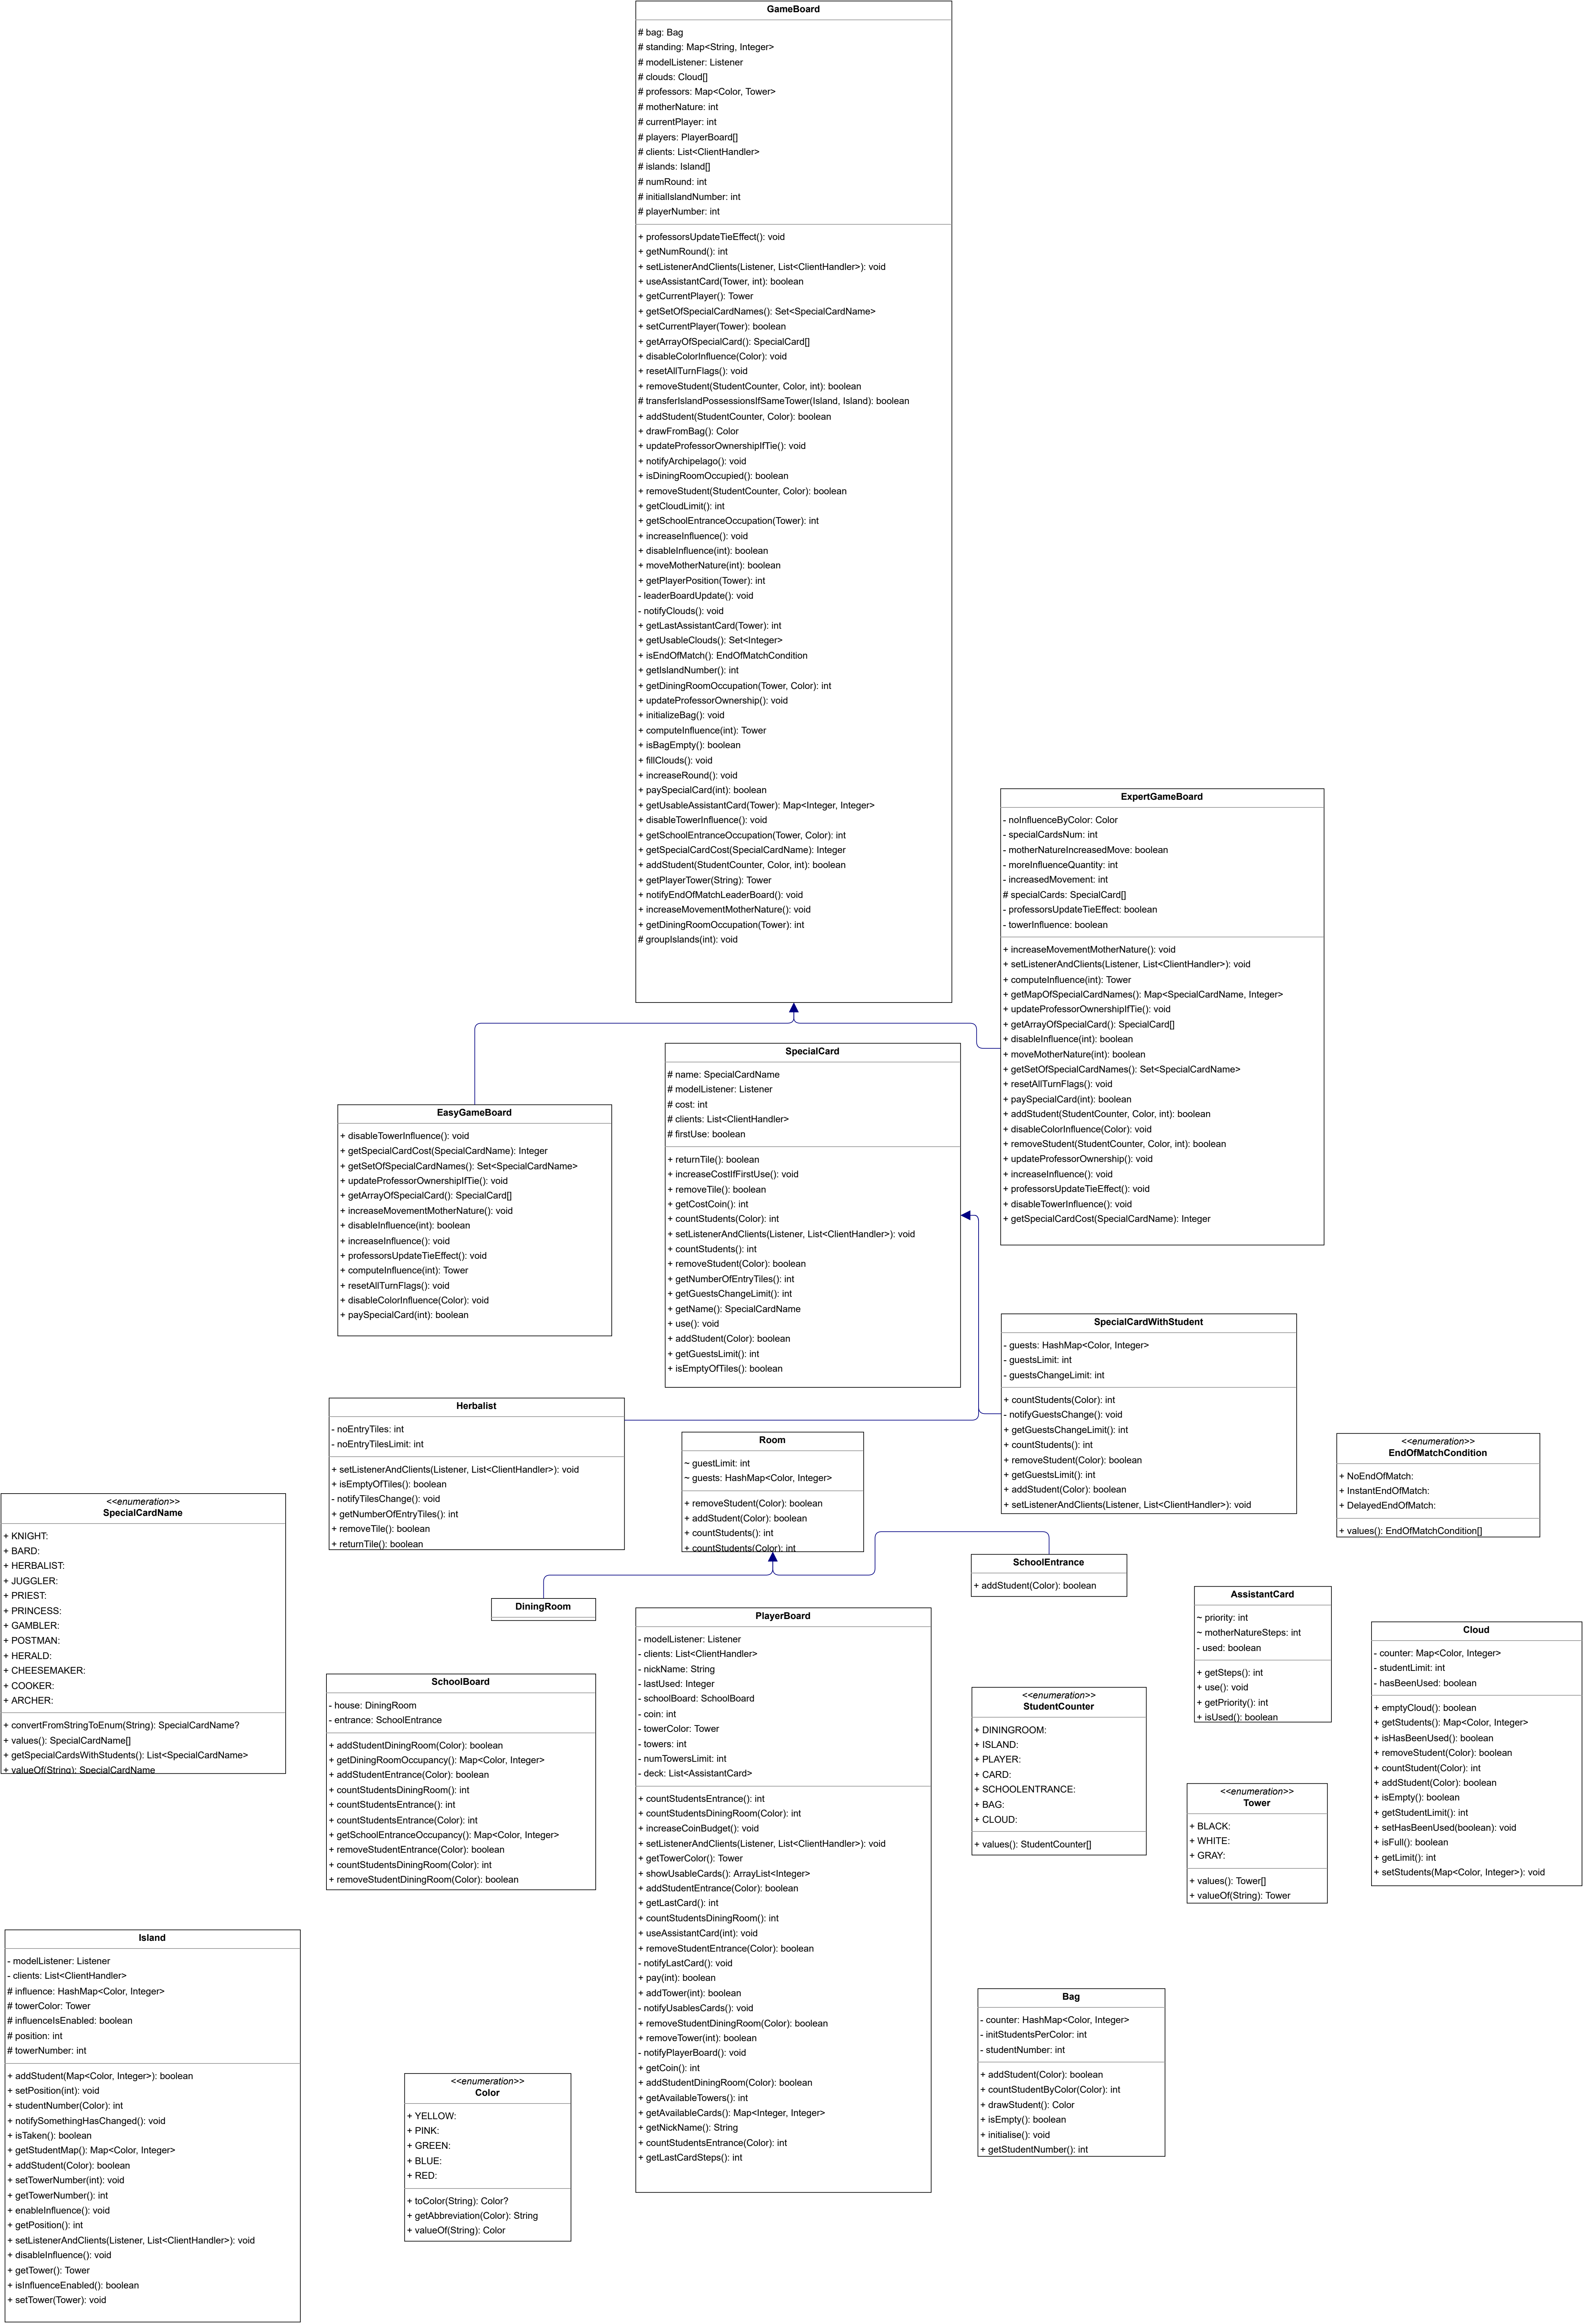 GameBoard
# bag: Bag
# standing: Map<String, Integer>
# modelListener: Listener
# clouds: Cloud[]
# professors: Map<Color, Tower>
# motherNature: int
# currentPlayer: int
# players: PlayerBoard[]
# clients: List<ClientHandler>
# islands: Island[]
# numRound: int
# initialIslandNumber: int
# playerNumber: int
+ professorsUpdateTieEffect(): void
+ getNumRound(): int
+ setListenerAndClients(Listener, List<ClientHandler>): void
+ useAssistantCard(Tower, int): boolean
+ getCurrentPlayer(): Tower
+ getSetOfSpecialCardNames(): Set<SpecialCardName>
+ setCurrentPlayer(Tower): boolean
+ getArrayOfSpecialCard(): SpecialCard[]
+ disableColorInfluence(Color): void
+ resetAllTurnFlags(): void
+ removeStudent(StudentCounter, Color, int): boolean
# transferIslandPossessionsIfSameTower(Island, Island): boolean
+ addStudent(StudentCounter, Color): boolean
+ drawFromBag(): Color
+ updateProfessorOwnershipIfTie(): void
+ notifyArchipelago(): void
+ isDiningRoomOccupied(): boolean
+ removeStudent(StudentCounter, Color): boolean
+ getCloudLimit(): int
+ getSchoolEntranceOccupation(Tower): int
+ increaseInfluence(): void
+ disableInfluence(int): boolean
+ moveMotherNature(int): boolean
+ getPlayerPosition(Tower): int
- leaderBoardUpdate(): void
- notifyClouds(): void
+ getLastAssistantCard(Tower): int
+ getUsableClouds(): Set<Integer>
+ isEndOfMatch(): EndOfMatchCondition
+ getIslandNumber(): int
+ getDiningRoomOccupation(Tower, Color): int
+ updateProfessorOwnership(): void
+ initializeBag(): void
+ computeInfluence(int): Tower
+ isBagEmpty(): boolean
+ fillClouds(): void
+ increaseRound(): void
+ paySpecialCard(int): boolean
+ getUsableAssistantCard(Tower): Map<Integer, Integer>
+ disableTowerInfluence(): void
+ getSchoolEntranceOccupation(Tower, Color): int
+ getSpecialCardCost(SpecialCardName): Integer
+ addStudent(StudentCounter, Color, int): boolean
+ getPlayerTower(String): Tower
+ notifyEndOfMatchLeaderBoard(): void
+ increaseMovementMotherNature(): void
+ getDiningRoomOccupation(Tower): int
# groupIslands(int): void
ExpertGameBoard
- noInfluenceByColor: Color
- specialCardsNum: int
- motherNatureIncreasedMove: boolean
- moreInfluenceQuantity: int
- increasedMovement: int
# specialCards: SpecialCard[]
- professorsUpdateTieEffect: boolean
- towerInfluence: boolean
+ increaseMovementMotherNature(): void
+ setListenerAndClients(Listener, List<ClientHandler>): void
+ computeInfluence(int): Tower
+ getMapOfSpecialCardNames(): Map<SpecialCardName, Integer>
+ updateProfessorOwnershipIfTie(): void
+ getArrayOfSpecialCard(): SpecialCard[]
+ disableInfluence(int): boolean
+ moveMotherNature(int): boolean
+ getSetOfSpecialCardNames(): Set<SpecialCardName>
+ resetAllTurnFlags(): void
+ paySpecialCard(int): boolean
+ addStudent(StudentCounter, Color, int): boolean
+ disableColorInfluence(Color): void
+ removeStudent(StudentCounter, Color, int): boolean
+ updateProfessorOwnership(): void
+ increaseInfluence(): void
+ professorsUpdateTieEffect(): void
+ disableTowerInfluence(): void
+ getSpecialCardCost(SpecialCardName): Integer
SpecialCard
# name: SpecialCardName
# modelListener: Listener
# cost: int
# clients: List<ClientHandler>
# firstUse: boolean
+ returnTile(): boolean
+ increaseCostIfFirstUse(): void
+ removeTile(): boolean
+ getCostCoin(): int
+ countStudents(Color): int
+ setListenerAndClients(Listener, List<ClientHandler>): void
+ countStudents(): int
+ removeStudent(Color): boolean
+ getNumberOfEntryTiles(): int
+ getGuestsChangeLimit(): int
+ getName(): SpecialCardName
+ use(): void
+ addStudent(Color): boolean
+ getGuestsLimit(): int
+ isEmptyOfTiles(): boolean
EasyGameBoard
+ disableTowerInfluence(): void
+ getSpecialCardCost(SpecialCardName): Integer
+ getSetOfSpecialCardNames(): Set<SpecialCardName>
+ updateProfessorOwnershipIfTie(): void
+ getArrayOfSpecialCard(): SpecialCard[]
+ increaseMovementMotherNature(): void
+ disableInfluence(int): boolean
+ increaseInfluence(): void
+ professorsUpdateTieEffect(): void
+ computeInfluence(int): Tower
+ resetAllTurnFlags(): void
+ disableColorInfluence(Color): void
+ paySpecialCard(int): boolean
SpecialCardWithStudent
- guests: HashMap<Color, Integer>
- guestsLimit: int
- guestsChangeLimit: int
+ countStudents(Color): int
- notifyGuestsChange(): void
+ getGuestsChangeLimit(): int
+ countStudents(): int
+ removeStudent(Color): boolean
+ getGuestsLimit(): int
+ addStudent(Color): boolean
+ setListenerAndClients(Listener, List<ClientHandler>): void
Herbalist
- noEntryTiles: int
- noEntryTilesLimit: int
+ setListenerAndClients(Listener, List<ClientHandler>): void
+ isEmptyOfTiles(): boolean
- notifyTilesChange(): void
+ getNumberOfEntryTiles(): int
+ removeTile(): boolean
+ returnTile(): boolean
Room
~ guestLimit: int
~ guests: HashMap<Color, Integer>
+ removeStudent(Color): boolean
+ addStudent(Color): boolean
+ countStudents(): int
+ countStudents(Color): int
<<enumeration>>
EndOfMatchCondition
+ NoEndOfMatch:
+ InstantEndOfMatch:
+ DelayedEndOfMatch:
+ values(): EndOfMatchCondition[]
<<enumeration>>
SpecialCardName
+ KNIGHT:
+ BARD:
+ HERBALIST:
+ JUGGLER:
+ PRIEST:
+ PRINCESS:
+ GAMBLER:
+ POSTMAN:
+ HERALD:
+ CHEESEMAKER:
+ COOKER:
+ ARCHER:
+ convertFromStringToEnum(String): SpecialCardName?
+ values(): SpecialCardName[]
+ getSpecialCardsWithStudents(): List<SpecialCardName>
+ valueOf(String): SpecialCardName
SchoolEntrance
+ addStudent(Color): boolean
DiningRoom
AssistantCard
~ priority: int
~ motherNatureSteps: int
- used: boolean
+ getSteps(): int
+ use(): void
+ getPriority(): int
+ isUsed(): boolean
PlayerBoard
- modelListener: Listener
- clients: List<ClientHandler>
- nickName: String
- lastUsed: Integer
- schoolBoard: SchoolBoard
- coin: int
- towerColor: Tower
- towers: int
- numTowersLimit: int
- deck: List<AssistantCard>
+ countStudentsEntrance(): int
+ countStudentsDiningRoom(Color): int
+ increaseCoinBudget(): void
+ setListenerAndClients(Listener, List<ClientHandler>): void
+ getTowerColor(): Tower
+ showUsableCards(): ArrayList<Integer>
+ addStudentEntrance(Color): boolean
+ getLastCard(): int
+ countStudentsDiningRoom(): int
+ useAssistantCard(int): void
+ removeStudentEntrance(Color): boolean
- notifyLastCard(): void
+ pay(int): boolean
+ addTower(int): boolean
- notifyUsablesCards(): void
+ removeStudentDiningRoom(Color): boolean
+ removeTower(int): boolean
- notifyPlayerBoard(): void
+ getCoin(): int
+ addStudentDiningRoom(Color): boolean
+ getAvailableTowers(): int
+ getAvailableCards(): Map<Integer, Integer>
+ getNickName(): String
+ countStudentsEntrance(Color): int
+ getLastCardSteps(): int
Cloud
- counter: Map<Color, Integer>
- studentLimit: int
- hasBeenUsed: boolean
+ emptyCloud(): boolean
+ getStudents(): Map<Color, Integer>
+ isHasBeenUsed(): boolean
+ removeStudent(Color): boolean
+ countStudent(Color): int
+ addStudent(Color): boolean
+ isEmpty(): boolean
+ getStudentLimit(): int
+ setHasBeenUsed(boolean): void
+ isFull(): boolean
+ getLimit(): int
+ setStudents(Map<Color, Integer>): void
SchoolBoard
- house: DiningRoom
- entrance: SchoolEntrance
+ addStudentDiningRoom(Color): boolean
+ getDiningRoomOccupancy(): Map<Color, Integer>
+ addStudentEntrance(Color): boolean
+ countStudentsDiningRoom(): int
+ countStudentsEntrance(): int
+ countStudentsEntrance(Color): int
+ getSchoolEntranceOccupancy(): Map<Color, Integer>
+ removeStudentEntrance(Color): boolean
+ countStudentsDiningRoom(Color): int
+ removeStudentDiningRoom(Color): boolean
<<enumeration>>
StudentCounter
+ DININGROOM:
+ ISLAND:
+ PLAYER:
+ CARD:
+ SCHOOLENTRANCE:
+ BAG:
+ CLOUD:
+ values(): StudentCounter[]
<<enumeration>>
Tower
+ BLACK:
+ WHITE:
+ GRAY:
+ values(): Tower[]
+ valueOf(String): Tower
Island
- modelListener: Listener
- clients: List<ClientHandler>
# influence: HashMap<Color, Integer>
# towerColor: Tower
# influenceIsEnabled: boolean
# position: int
# towerNumber: int
+ addStudent(Map<Color, Integer>): boolean
+ setPosition(int): void
+ studentNumber(Color): int
+ notifySomethingHasChanged(): void
+ isTaken(): boolean
+ getStudentMap(): Map<Color, Integer>
+ addStudent(Color): boolean
+ setTowerNumber(int): void
+ getTowerNumber(): int
+ enableInfluence(): void
+ getPosition(): int
+ setListenerAndClients(Listener, List<ClientHandler>): void
+ disableInfluence(): void
+ getTower(): Tower
+ isInfluenceEnabled(): boolean
+ setTower(Tower): void
Bag
- counter: HashMap<Color, Integer>
- initStudentsPerColor: int
- studentNumber: int
+ addStudent(Color): boolean
+ countStudentByColor(Color): int
+ drawStudent(): Color
+ isEmpty(): boolean
+ initialise(): void
+ getStudentNumber(): int
<<enumeration>>
Color
+ YELLOW:
+ PINK:
+ GREEN:
+ BLUE:
+ RED:
+ toColor(String): Color?
+ getAbbreviation(Color): String
+ valueOf(String): Color